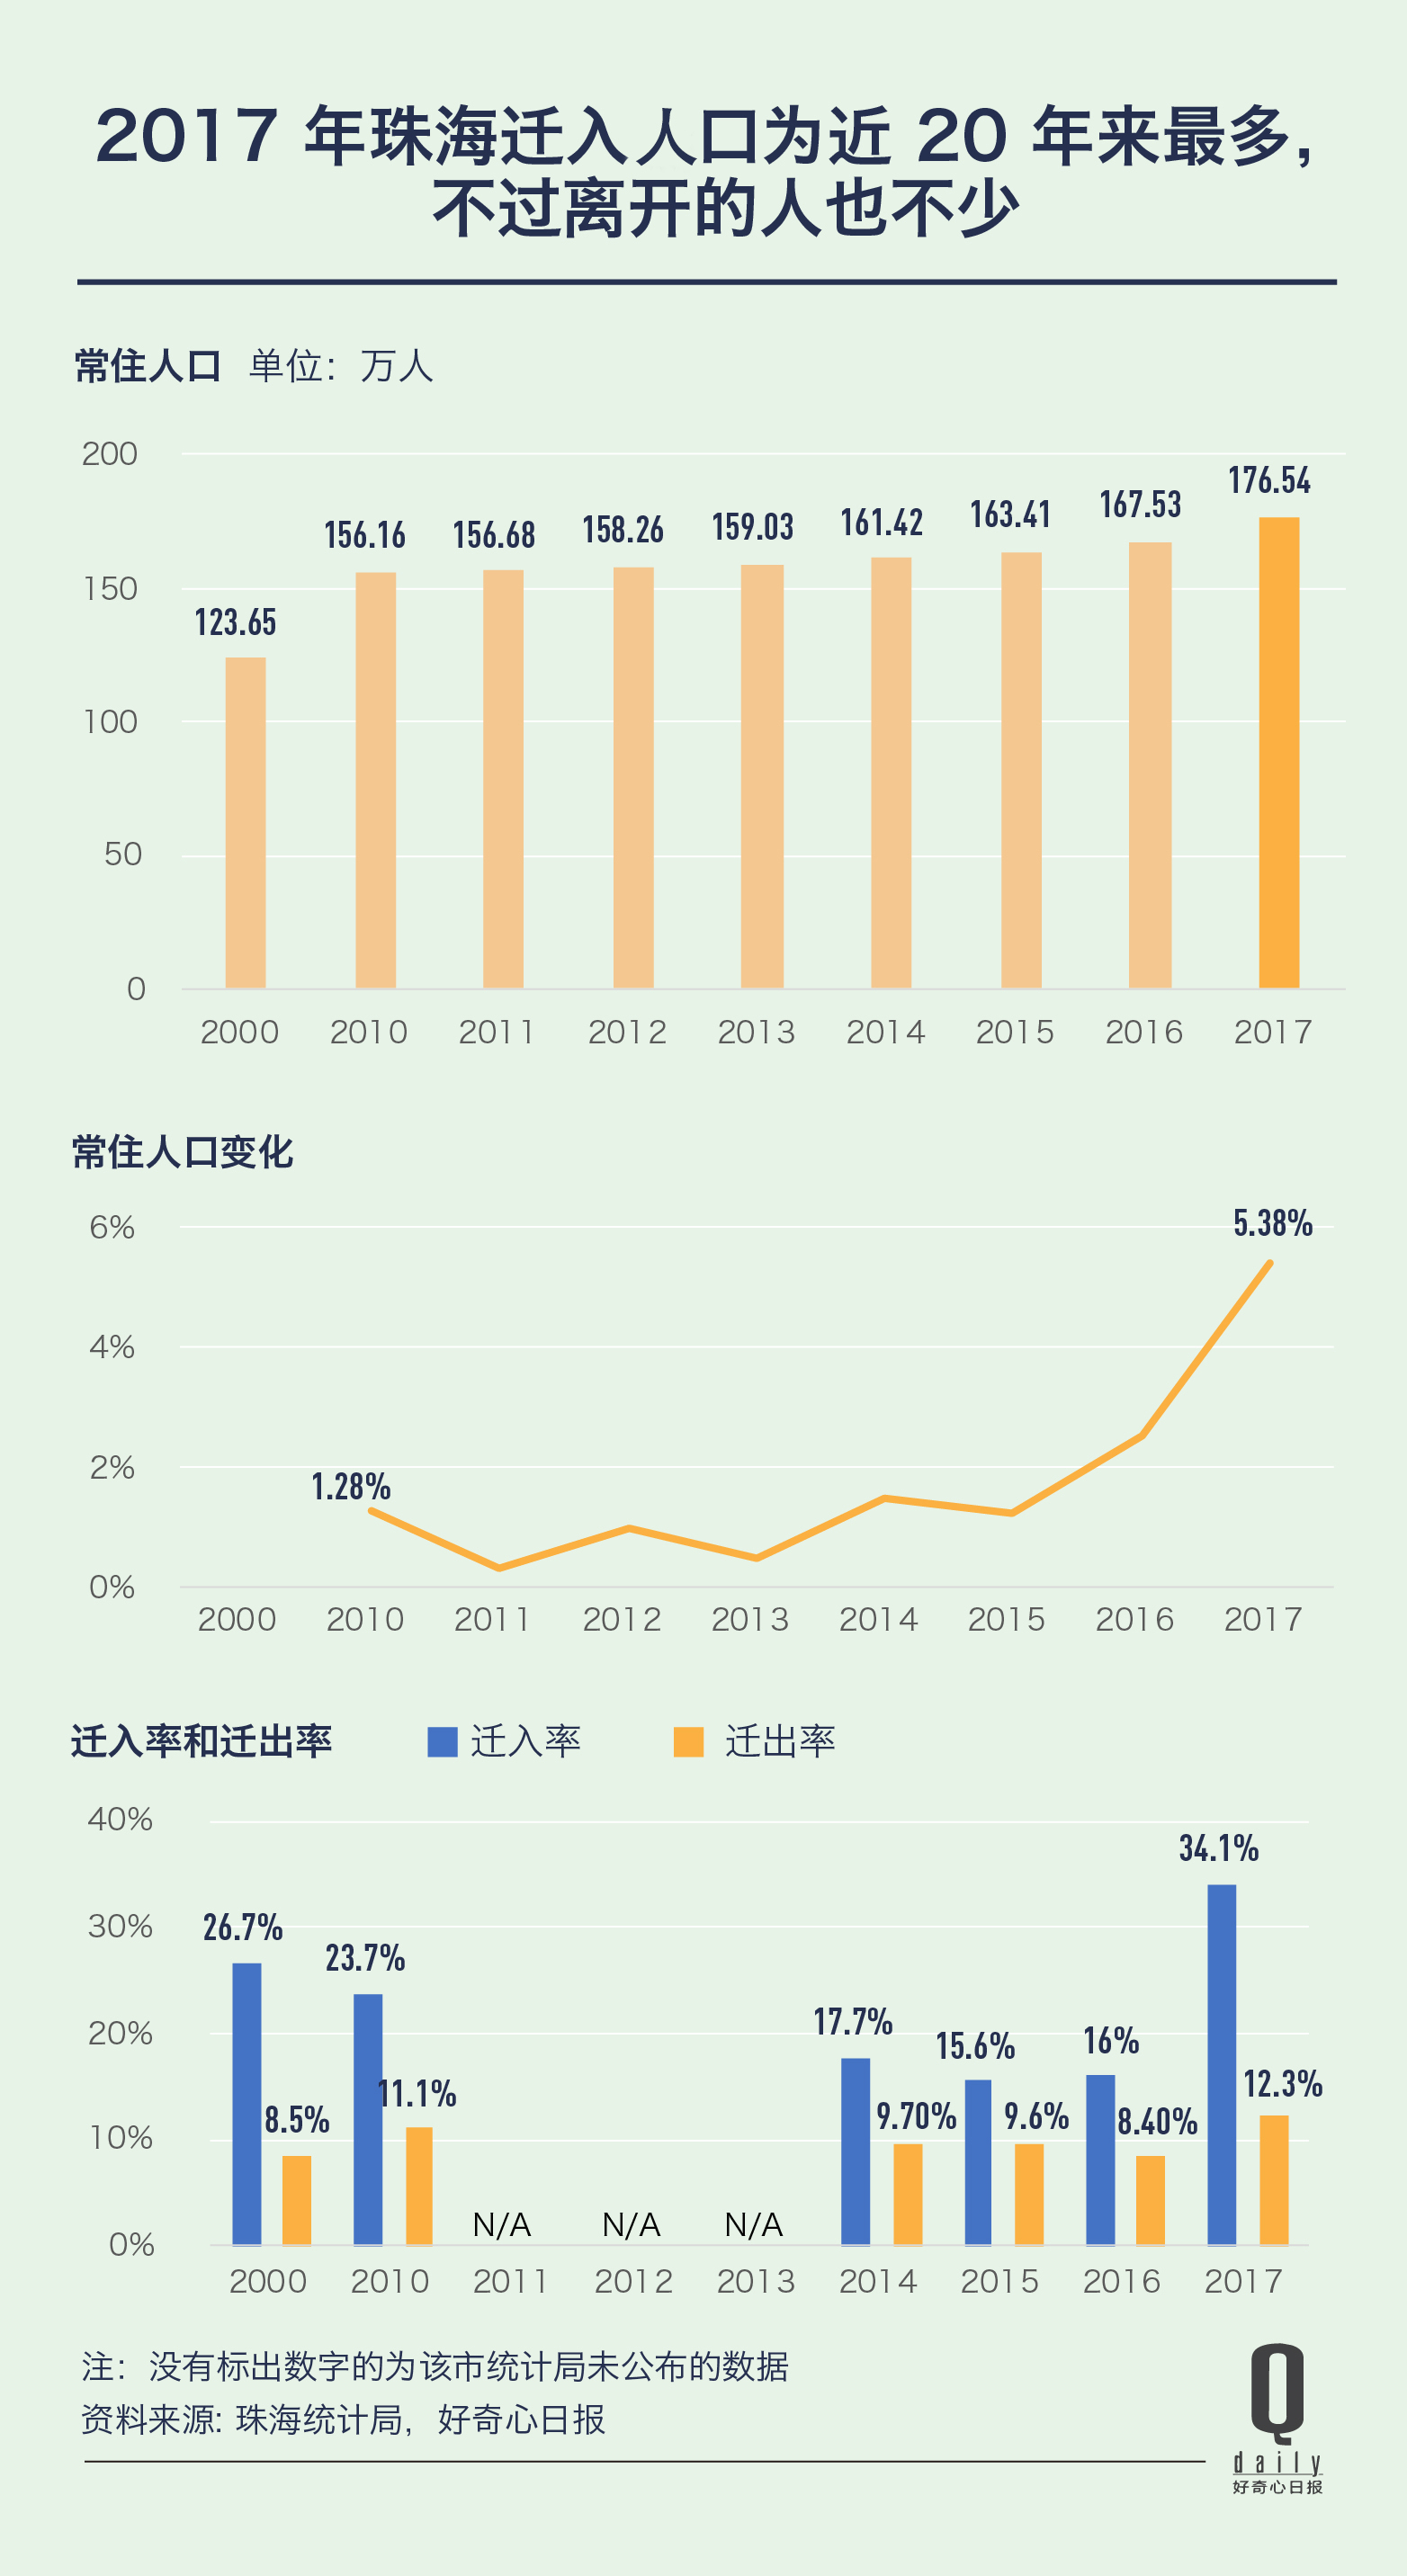 2017 年珠海迁入人口为近 20 年来最多，
不过离开的人也不少
常住人口 单位：万人
200
150
100
50
0
123.65
156.16
156.68
158.26
159.03
161.42
163.41
167.53
176.54
2000 2010 2011 2012 2013 2014 2015 2016 2017
常住人口变化
6%
4%
2%
0%
1.28%
5.38%
2000 2010 2011 2012 2013 2014 2015 2016 2017
迁入率和迁出率 迁入率 迁出率
40%
30%
20%
10%
0%
26.7%
8.5%
23.7%
11.1%
N/A
N/A
N/A
17.7%
9.70%
15.6%
9.6%
16%
8.40%
34.1%
12.3%
2000 2010 2011 2012 2013 2014 2015 2016 2017
注：没有标出数字的为该市统计局未公布的数据
资料来源: 珠海统计局，好奇心日报
Q
daily
好奇心日报